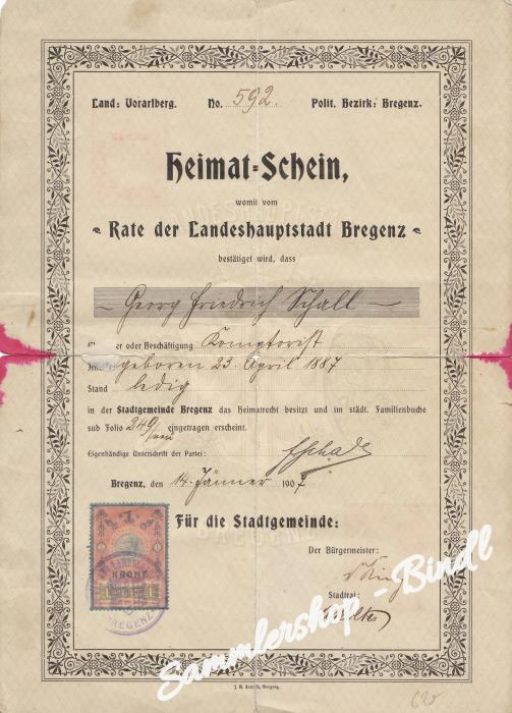 Land: Vorarlberg. No. 592. Polit. Bezirk: Bregenz.
Heimat-Schein,
womit vom
Rate der Landeshauptstadt Bregenz
bestätiget wird, dass
Georg Friedrich Schall
oder Beschäftigung Komptorist
geboren 23. April 1887
Stand ledig
in der Stadtgemeinde Bregenz das Heimatrecht besitzt und im städt. Familienbuche
sub Folio 249/ eingetragen erscheint.
Eigenhändige Unterschrift der Partei:
Bregenz, den 14. Jänner 1907
Für die Stadtgemeinde:
Der Bürgermeister:
Stadtrat:
1
KRONE
BREGENZ
Sammlershop - Bindl